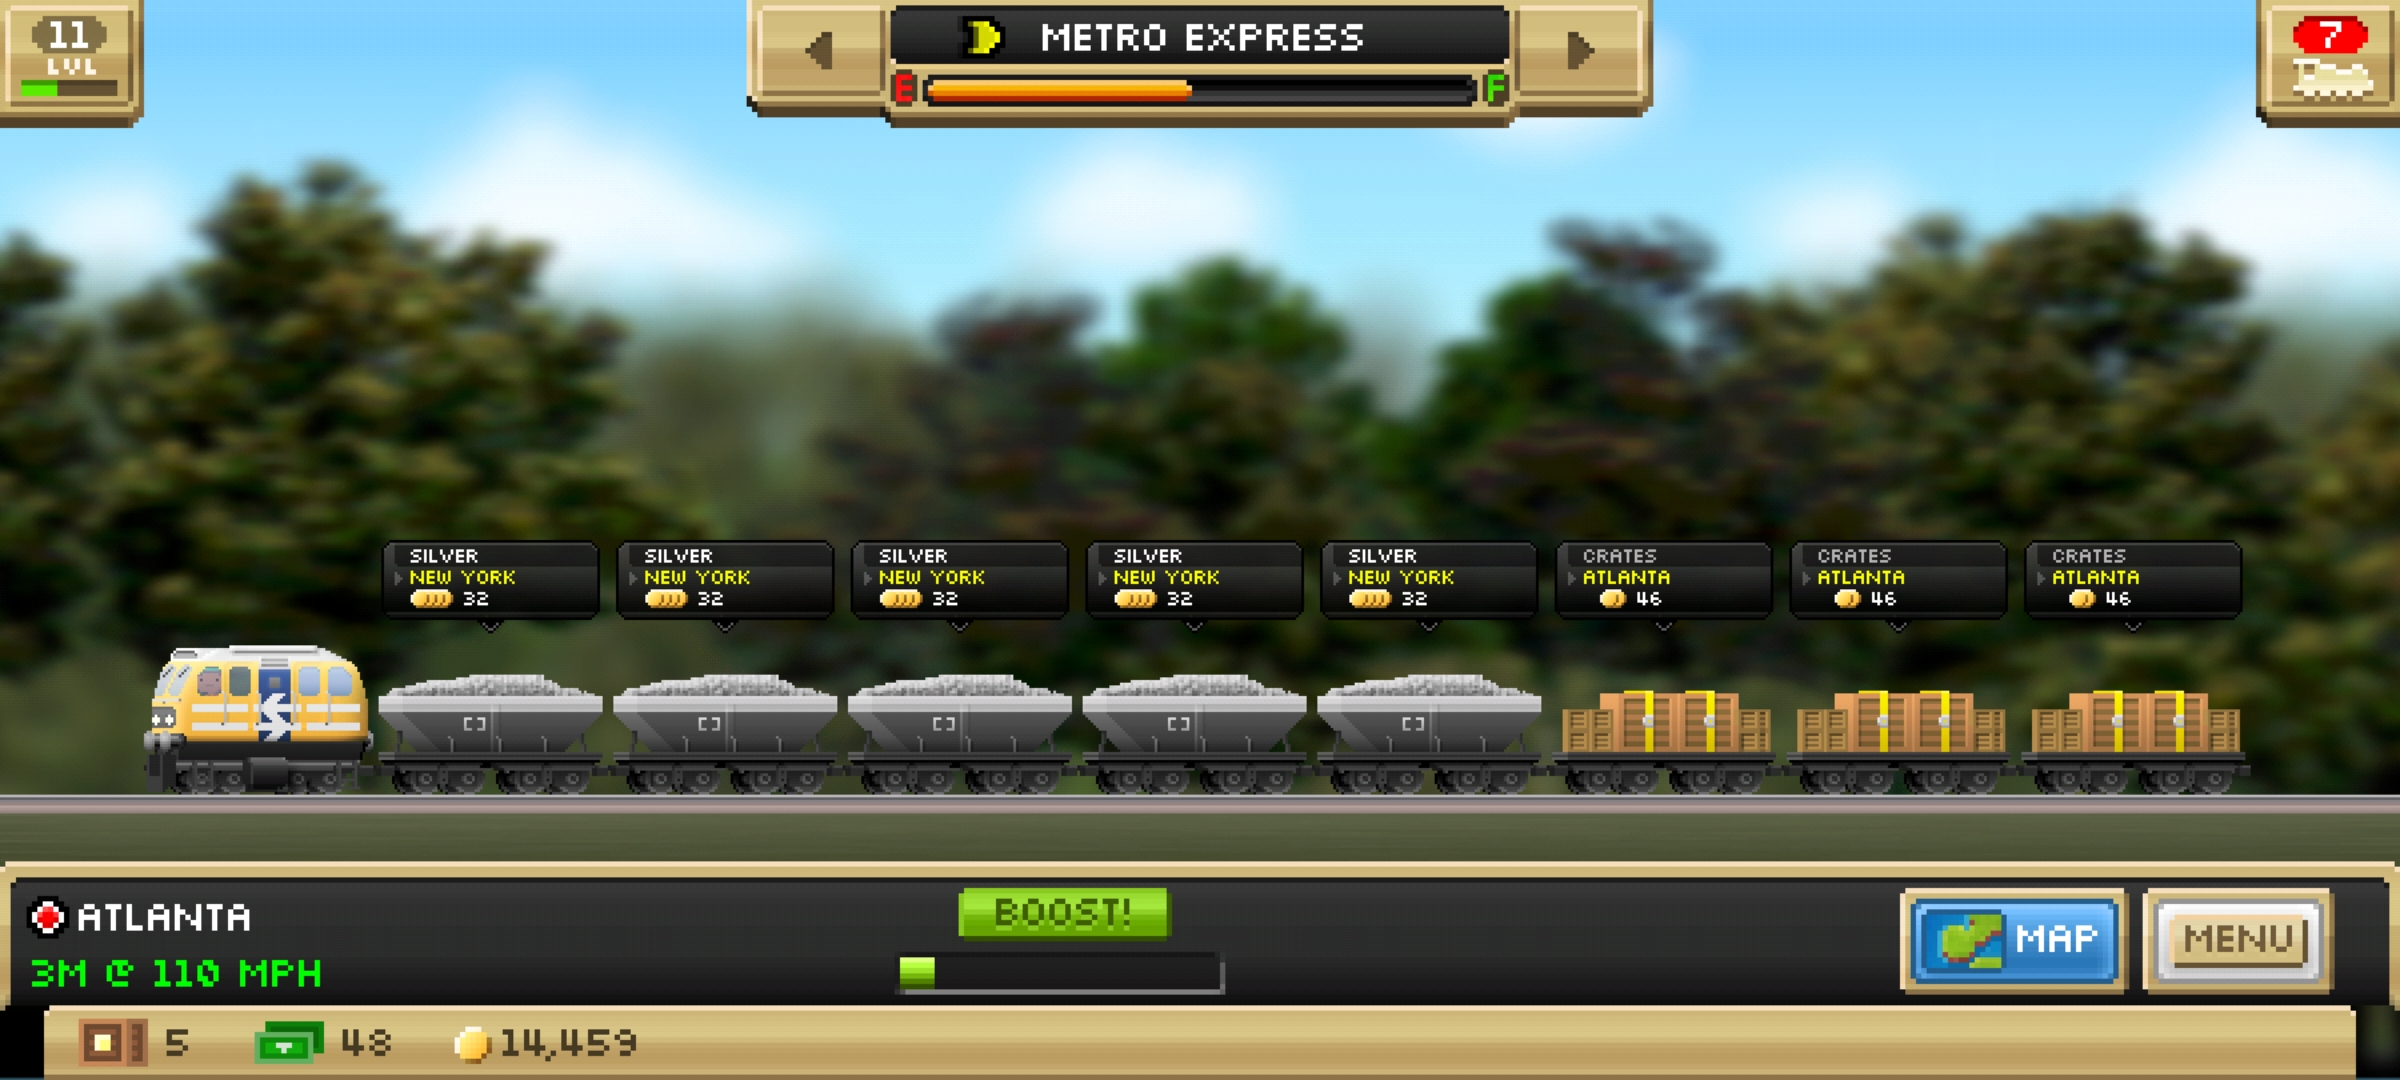 11
LVL
METRO EXPRESS
E F
7
SILVER
NEW YORK
32
SILVER
NEW YORK
32
SILVER
NEW YORK
32
SILVER
NEW YORK
32
SILVER
NEW YORK
32
CRATES
ATLANTA
46
CRATES
ATLANTA
46
CRATES
ATLANTA
46
ATLANTA
3M @ 110 MPH
BOOST!
MAP
MENU
5 48 14,459